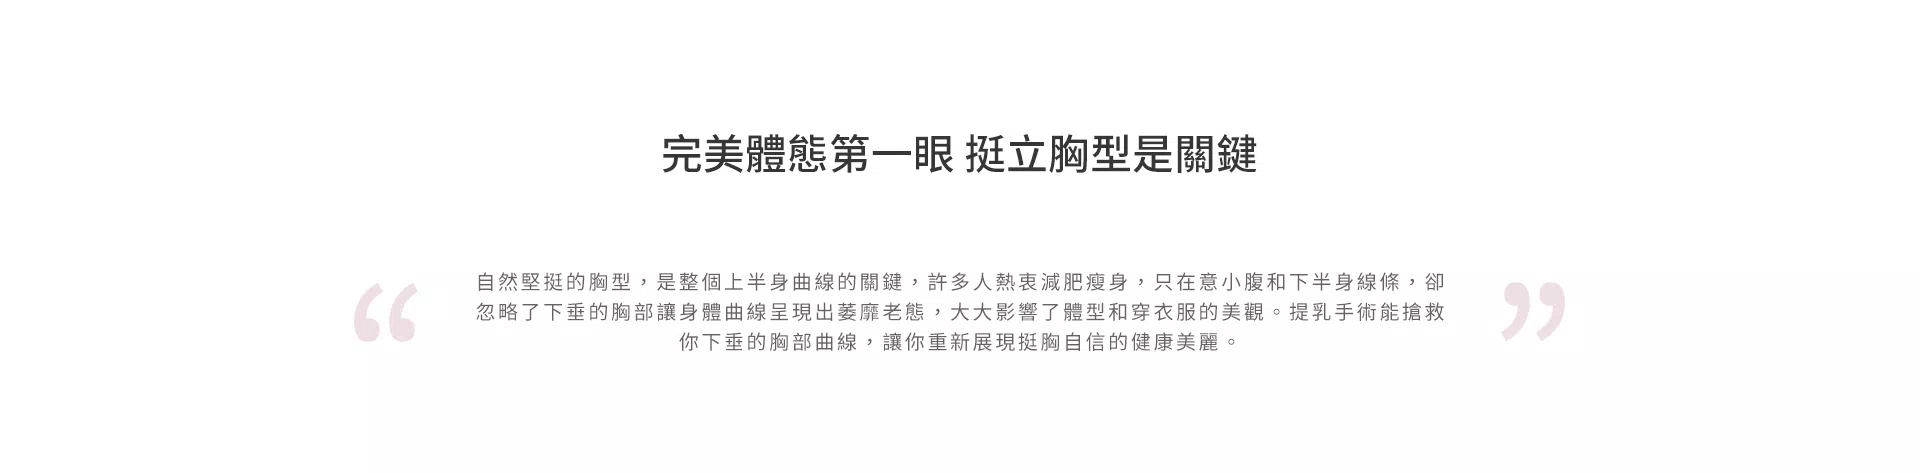 完美體態第一眼 挺立胸型是關鍵
自然堅挺的胸型，是整個上半身曲線的關鍵，許多人熱衷減肥瘦身，只在意小腹和下半身線條，卻
忽略了下垂的胸部讓身體曲線呈現出萎靡老態，大大影響了體型和穿衣服的美觀。提乳手術能搶救
你下垂的胸部曲線，讓你重新展現挺胸自信的健康美麗。